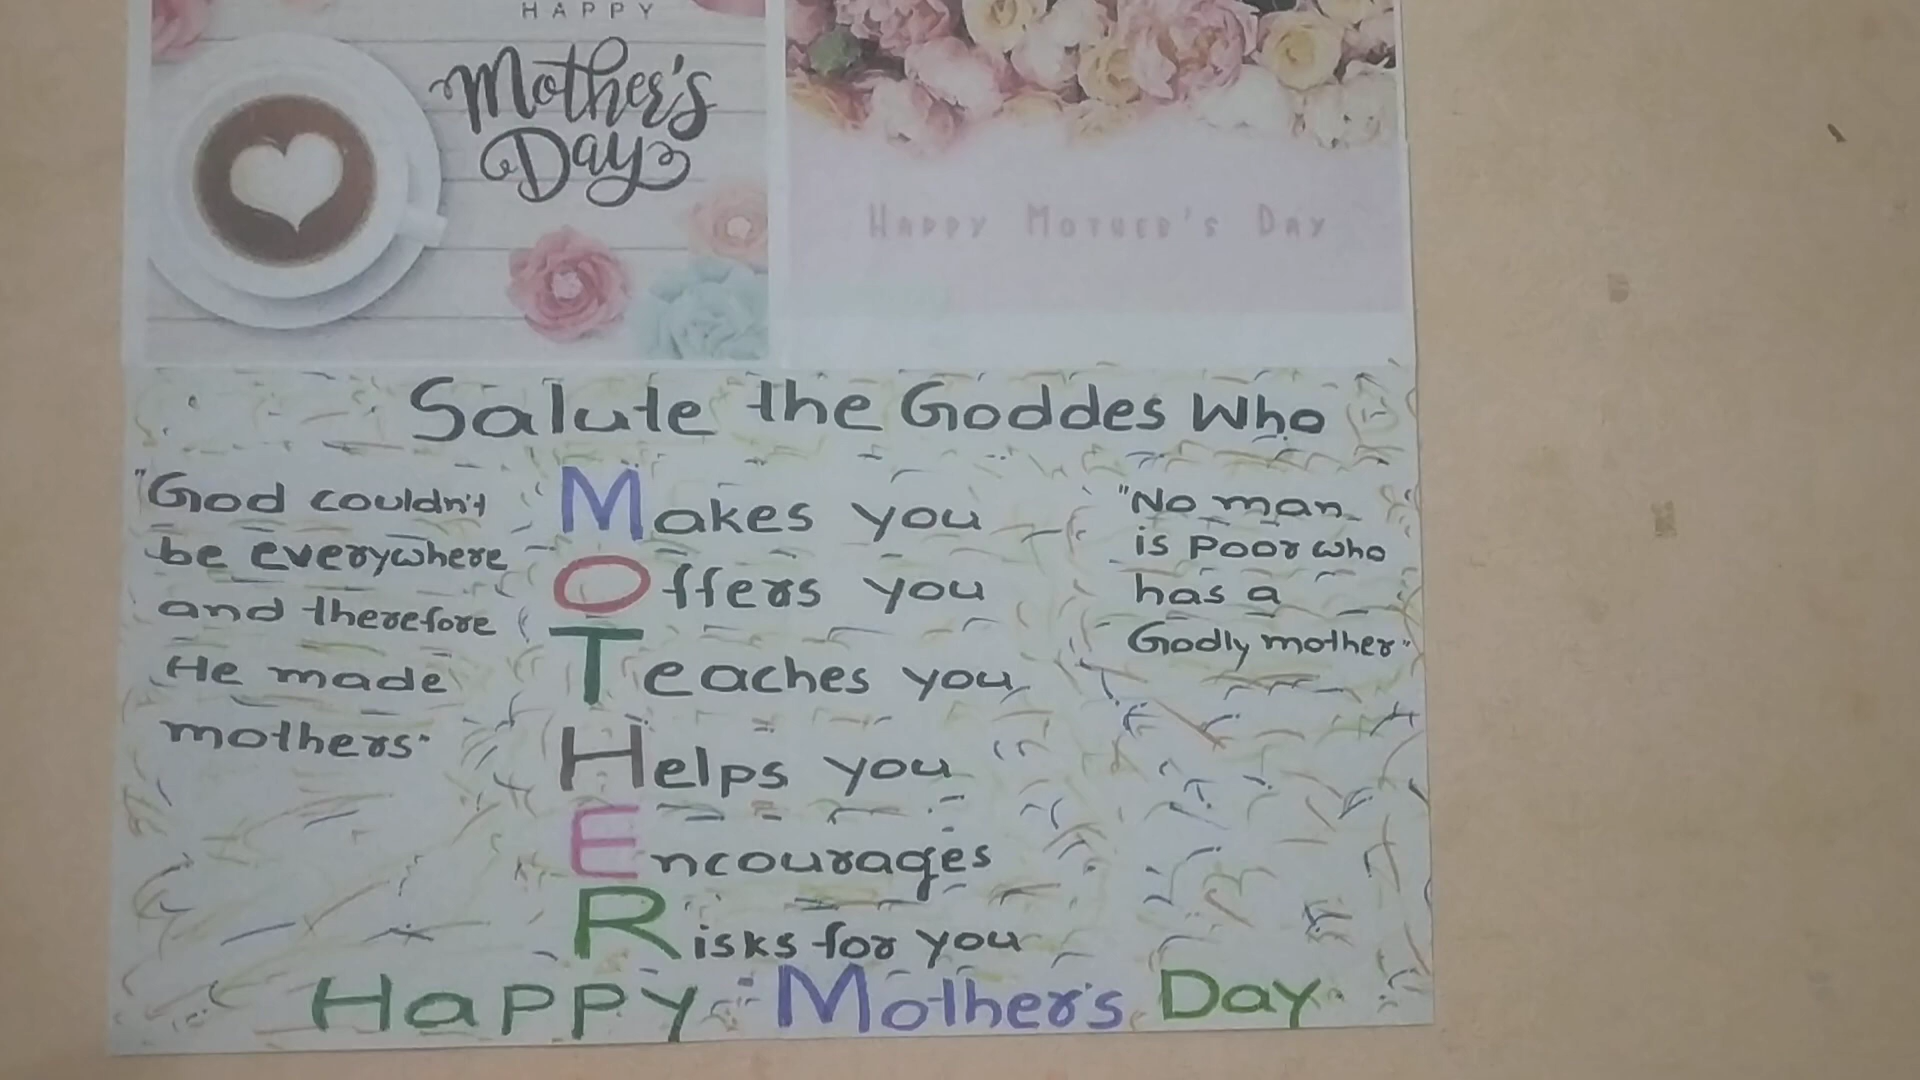 HAPPY
Mother's
Day
HAPPY MOTHER'S DAY
Salute the Goddes Who
"God couldn't
be everywhere
and therefore
He made
mothers"
Makes you
Offers you
Teaches you
Helps you
Encourages
Risks for you
"No man
is Poor who
has a
Godly mother"
Happy Mother's Day